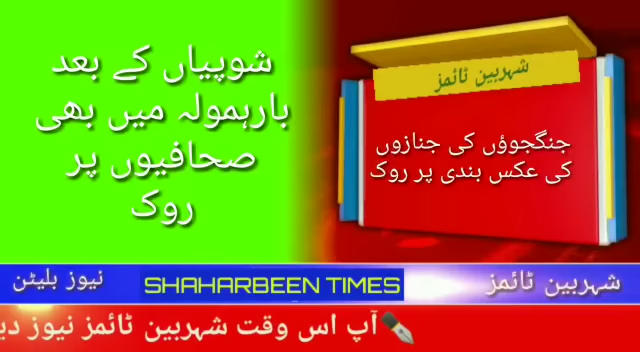 شوپیاں کے بعد
بارہمولہ میں بھی
صحافیوں پر
روک
شہربین ٹائمز
جنگجوؤں کی جنازوں
کی عکس بندی پر روک
نیوز بلیٹن
SHAHARBEEN TIMES
شہربین ٹائمز
آپ اس وقت شہربین ٹائمز نیوز